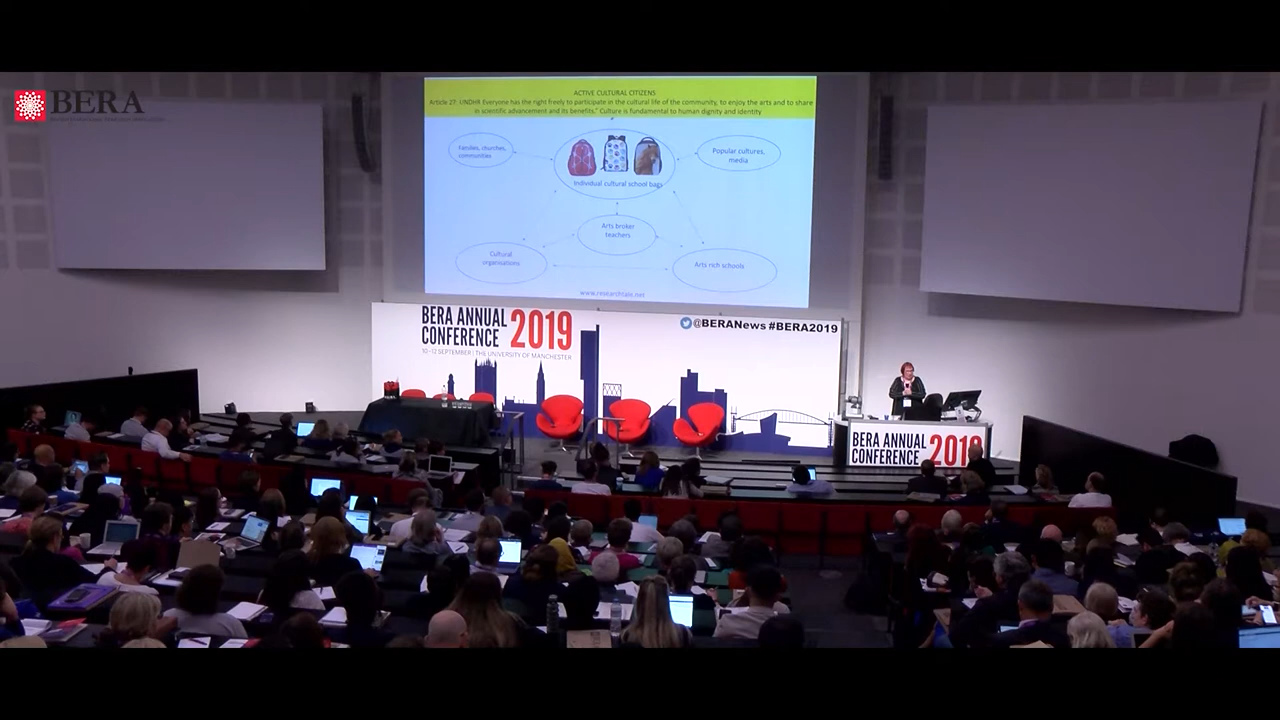 BERA
ACTIVE CULTURAL CITIZENS
Article 27: UNDHR Everyone has the right freely to participate in the cultural life of the community, to enjoy the arts and to share
in scientific advancement and its benefits." Culture is fundamental to human dignity and identity
Families, churches,
communities
Popular cultures,
media
Individual cultural school bags
Arts broker
teachers
Cultural
organisations
Arts rich schools
www.researchtale.net
BERA ANNUAL
CONFERENCE 2019
10-12 SEPTEMBER | THE UNIVERSITY OF MANCHESTER
@BERANews #BERA2019
BERA ANNUAL
CONFERENCE 2019